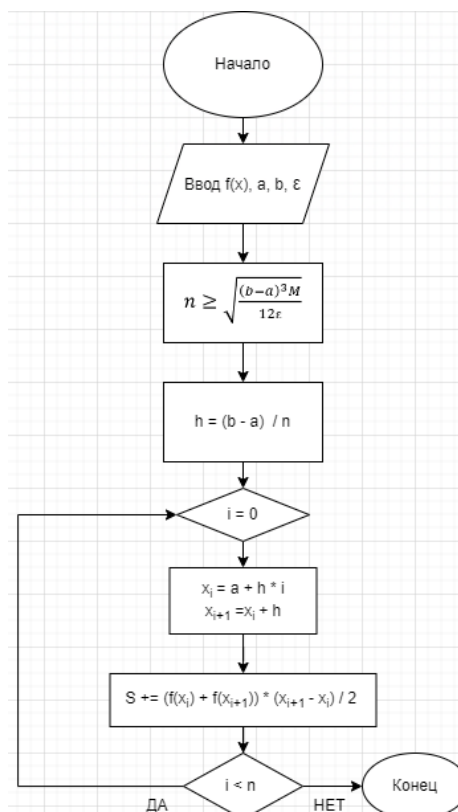 Начало
Ввод f(x), a, b, ε
n ≥ √((b−a)³M / 12ε)
h = (b - a) / n
i = 0
xᵢ = a + h * i
xᵢ₊₁ =xᵢ + h
S += (f(xᵢ) + f(xᵢ₊₁)) * (xᵢ₊₁ - xᵢ) / 2
i < n
Конец
ДА
НЕТ